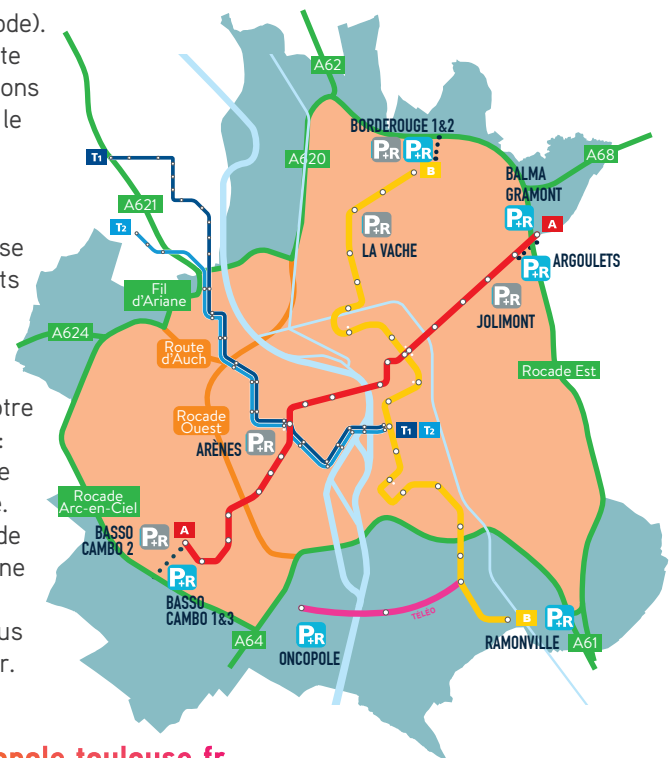 ode).
te
ons
le
se
ts
otre
:
e
e.
de
ne
us
r.
A62
BORDEROUGE 1&2
P+R
P+R
B
A620
A68
T1
A621
T2
BALMA
GRAMONT
P+R
A
P+R
LA VACHE
P+R
ARGOULETS
P+R
JOLIMONT
Fil
d'Ariane
A624
Route
d'Auch
Rocade Est
Rocade
Ouest
ARÈNES
P+R
T1
T2
Rocade
Arc-en-Ciel
BASSO
CAMBO 2
P+R
A
P+R
BASSO
CAMBO 1&3
TÉLÉO
P+R
ONCOPOLE
A64
B
P+R
RAMONVILLE
A61
opole.toulouse.fr